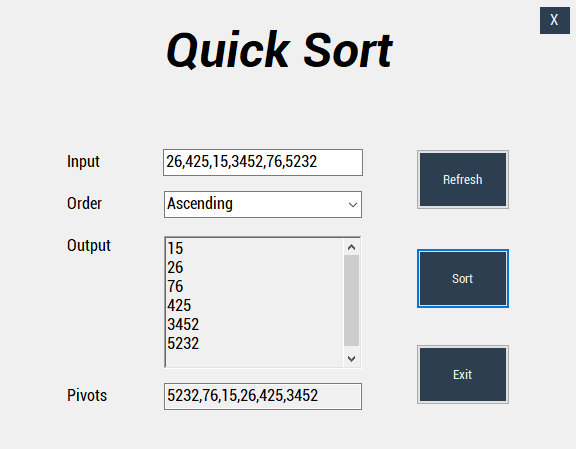 X
Quick Sort
Input 26,425,15,3452,76,5232
Refresh
Order Ascending
Output 15
26
76
425
3452
5232
Sort
Pivots 5232,76,15,26,425,3452
Exit